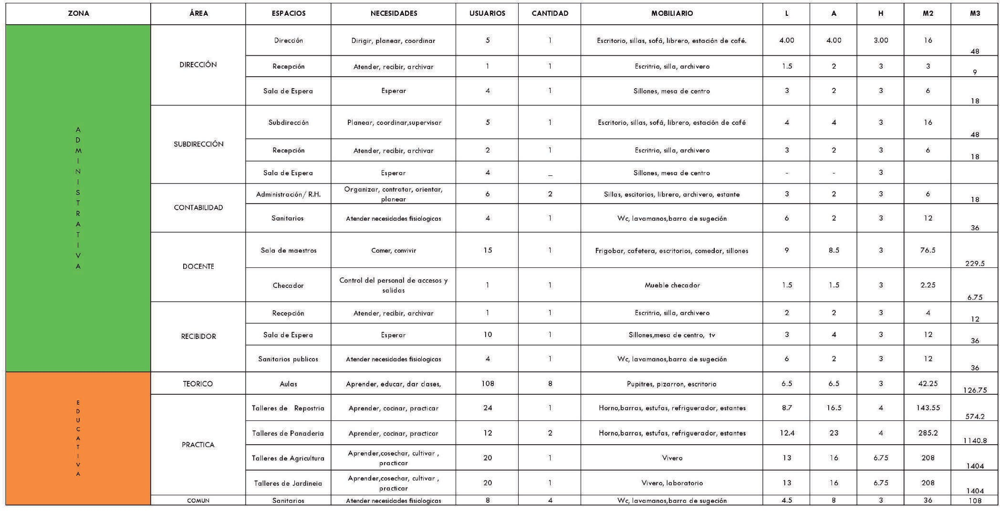 ZONA ÁREA ESPACIOS NECESIDADES USUARIOS CANTIDAD MOBILIARIO L A H M2 M3
ADMINISTRATIVA
DIRECCIÓN
Dirección Dirigir, planear, coordinar 5 1 Escritorio, sillas, sofá, librero, estación de café. 4.00 4.00 3.00 16 48
Recepción Atender, recibir, archivar 1 1 Escritrio, silla, archivero 1.5 2 3 3 9
Sala de Espera Esperar 4 1 Sillones, mesa de centro 3 2 3 6 18
SUBDIRECCIÓN
Subdirección Planear, coordinar,supervisar 5 1 Escritorio, sillas, sofá, librero, estación de café 4 4 3 16 48
Recepción Atender, recibir, archivar 2 1 Escritrio, silla, archivero 3 2 3 6 18
Sala de Espera Esperar 4 _ Sillones, mesa de centro - - 3
CONTABILIDAD
Administración/ R.H. Organizar, contratar, orientar, planear 6 2 Sillas, escitorios, librero, archivero, estante 3 2 3 6 18
Sanitarios Atender necesidades fisiologicas 4 1 Wc, lavamanos,barra de sugeción 6 2 3 12 36
DOCENTE
Sala de maestros Comer, convivir 15 1 Frigobar, cafetera, escritorios, comedor, sillones 9 8.5 3 76.5 229.5
Checador Control del personal de accesos y salidas 1 1 Mueble checador 1.5 1.5 3 2.25 6.75
RECIBIDOR
Recepción Atender, recibir, archivar 1 1 Escritrio, silla, archivero 2 2 3 4 12
Sala de Espera Esperar 10 1 Sillones,mesa de centro, tv 3 4 3 12 36
Sanitarios publicos Atender necesidades fisiologicas 4 1 Wc, lavamanos,barra de sugeción 6 2 3 12 36
EDUCATIVA
TEORICO Aulas Aprender, educar, dar clases, 108 8 Pupitres, pizarron, escritorio 6.5 6.5 3 42.25 126.75
PRACTICA
Talleres de Repostria Aprender, cocinar, practicar 24 1 Horno,barras, estufas, refriguerador, estantes 8.7 16.5 4 143.55 574.2
Talleres de Panaderia Aprender, cocinar, practicar 12 2 Horno,barras, estufas, refriguerador, estantes 12.4 23 4 285.2 1140.8
Talleres de Agricultura Aprender,cosechar, cultivar , practicar 20 1 Vivero 13 16 6.75 208 1404
Talleres de Jardineia Aprender,cosechar, cultivar , practicar 20 1 Vivero, laboratorio 13 16 6.75 208 1404
COMUN Sanitarios Atender necesidades fisiologicas 8 4 Wc, lavamanos,barra de sugeción 4.5 8 3 36 108